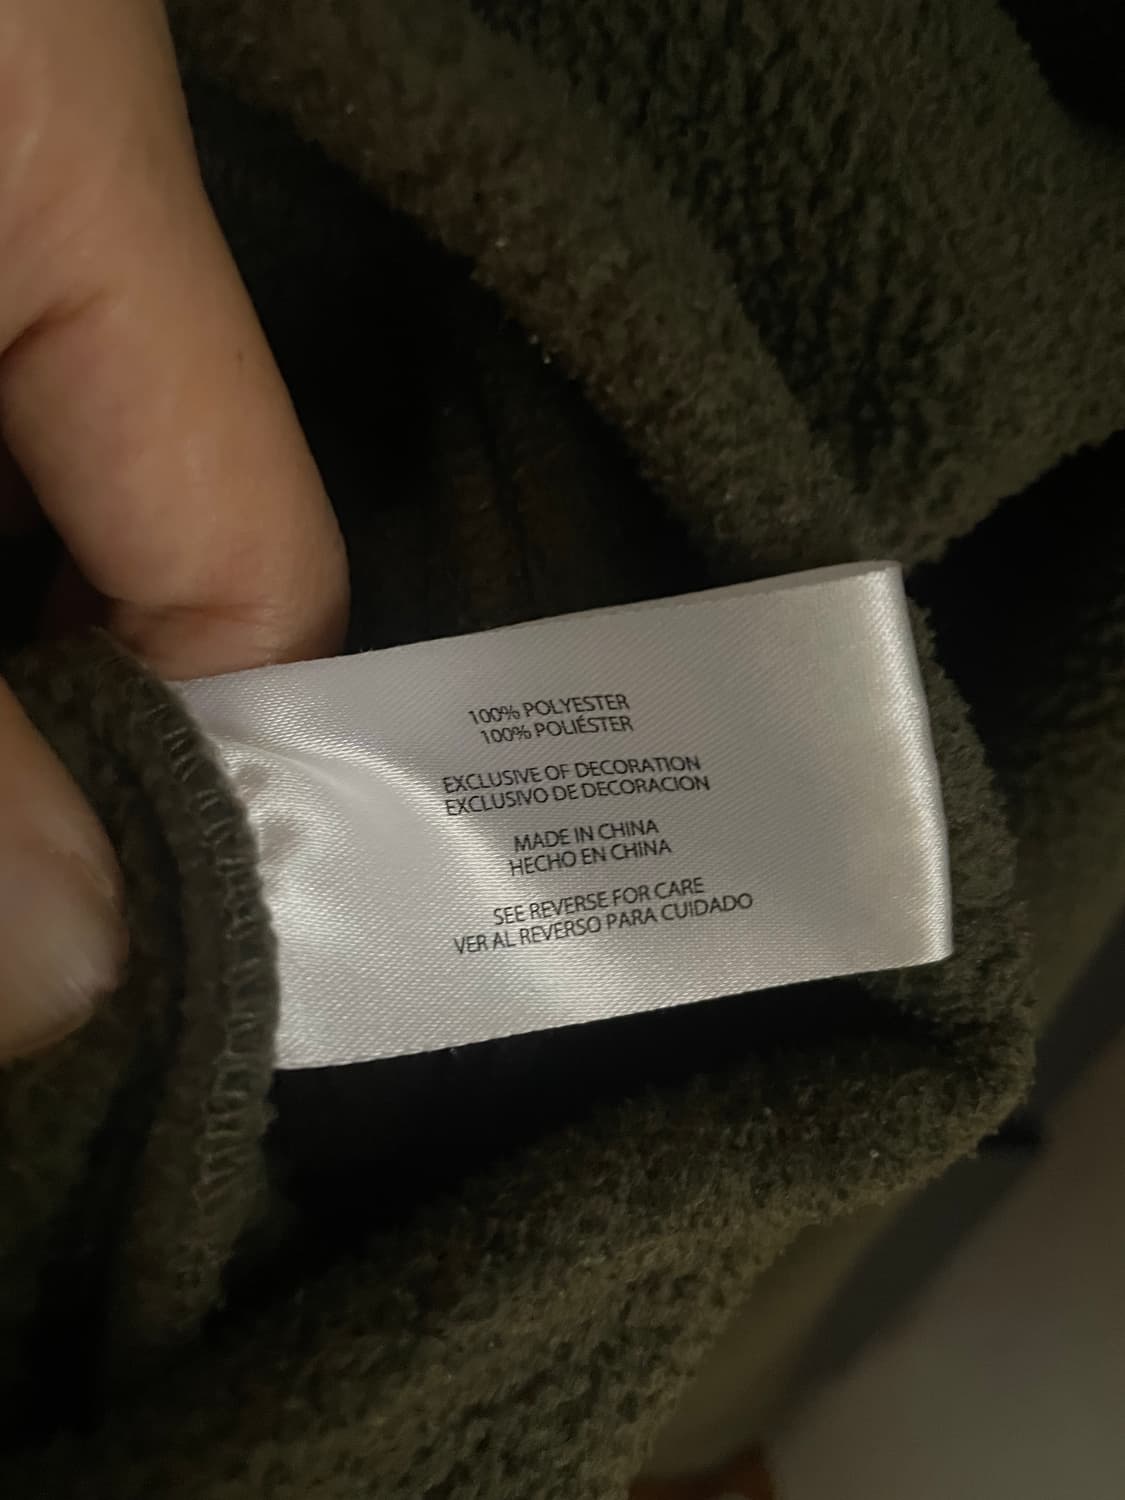 100% POLYESTER
100% POLIÉSTER
EXCLUSIVE OF DECORATION
EXCLUSIVO DE DECORACION
MADE IN CHINA
HECHO EN CHINA
SEE REVERSE FOR CARE
VER AL REVERSO PARA CUIDADO